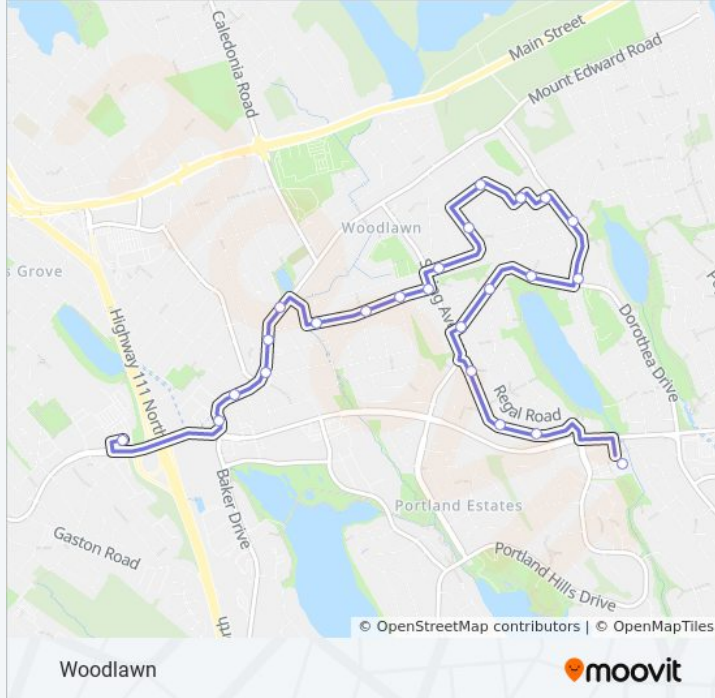 Main Street
Caledonia Road
Mount Edward Road
Woodlawn
s Grove
Highway 111 North
Dorothea Drive
Regal Road
Baker Drive
Portland Estates
Gaston Road
Portland Hills Drive
© OpenStreetMap contributors | © OpenMapTiles
Woodlawn
moovit